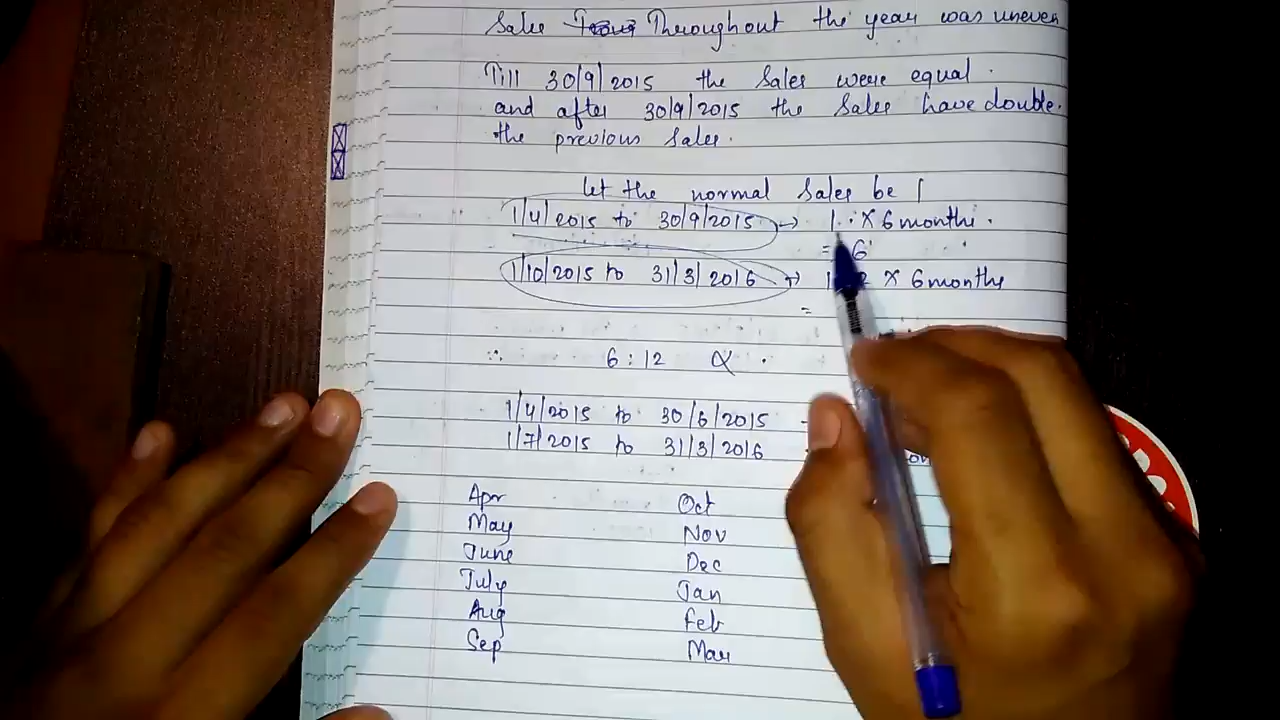 Sales Throughout the year was uneven
Till 30/9/2015 the Sales were equal.
and after 30/9/2015 the Sales have double.
the previous Sales.
Let the normal Sales be 1
1/4/2015 to 30/9/2015 → 1 × 6 months.
= 6
1/10/2015 to 31/3/2016 → 1 2 × 6 months
=
∴ 6 : 12
1/4/2015 to 30/6/2015 -
1/7/2015 to 31/3/2016
Apr Oct
May Nov
June Dec
July Jan
Aug Feb
Sep Mar